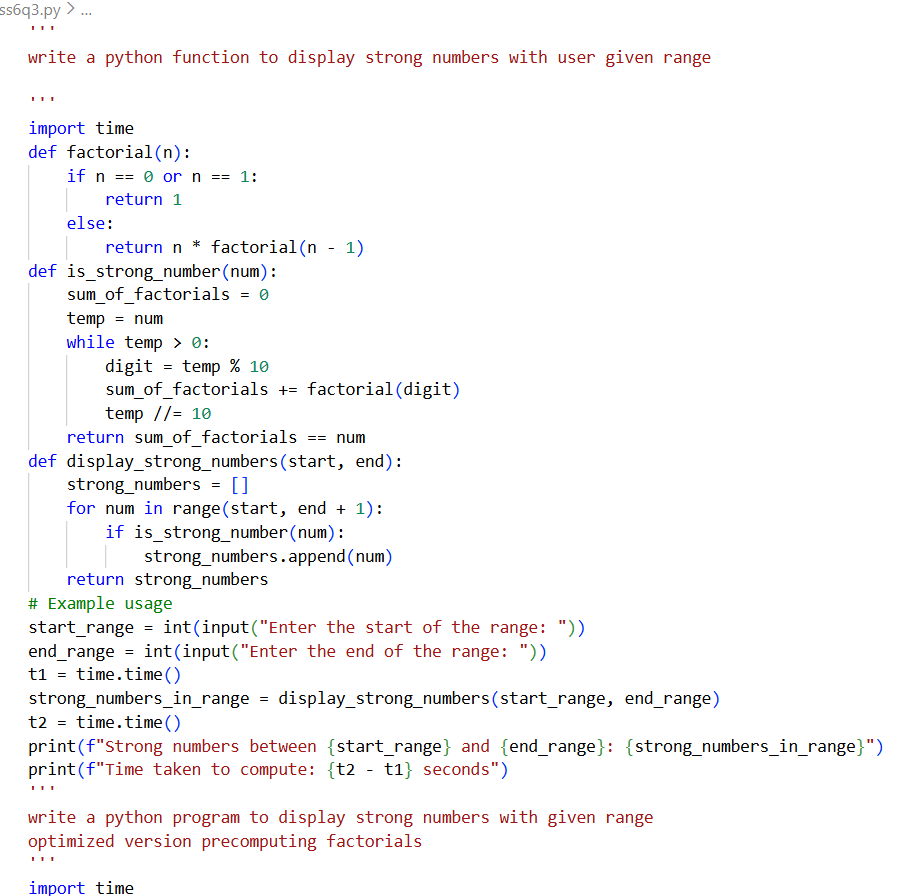 ss6q3.py > ...
'''
write a python function to display strong numbers with user given range
'''
import time
def factorial(n):
    if n == 0 or n == 1:
        return 1
    else:
        return n * factorial(n - 1)
def is_strong_number(num):
    sum_of_factorials = 0
    temp = num
    while temp > 0:
        digit = temp % 10
        sum_of_factorials += factorial(digit)
        temp //= 10
    return sum_of_factorials == num
def display_strong_numbers(start, end):
    strong_numbers = []
    for num in range(start, end + 1):
        if is_strong_number(num):
            strong_numbers.append(num)
    return strong_numbers
# Example usage
start_range = int(input("Enter the start of the range: "))
end_range = int(input("Enter the end of the range: "))
t1 = time.time()
strong_numbers_in_range = display_strong_numbers(start_range, end_range)
t2 = time.time()
print(f"Strong numbers between {start_range} and {end_range}: {strong_numbers_in_range}")
print(f"Time taken to compute: {t2 - t1} seconds")
'''
write a python program to display strong numbers with given range
optimized version precomputing factorials
'''
import time